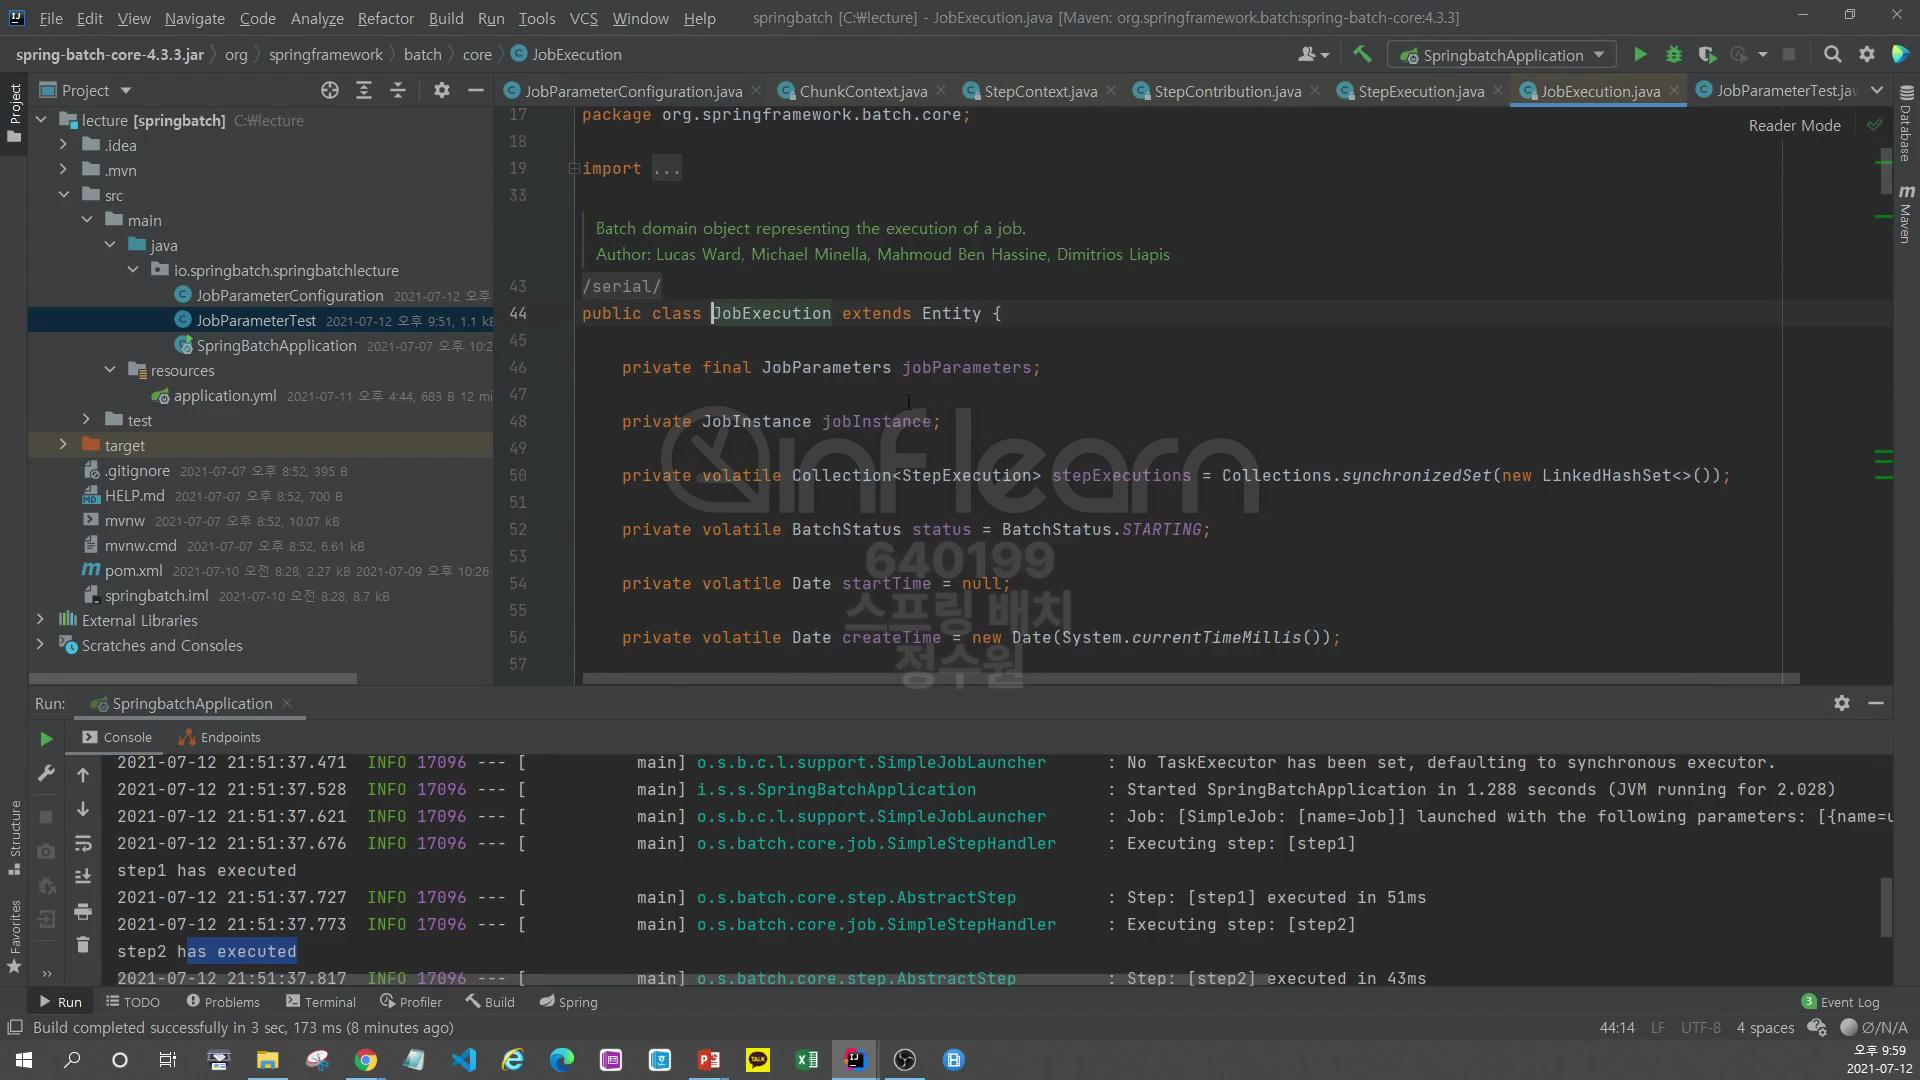 File Edit View Navigate Code Analyze Refactor Build Run Tools VCS Window Help springbatch [C:\lecture] - JobExecution.java [Maven: org.springframework.batch:spring-batch-core:4.3.3]
spring-batch-core-4.3.3.jar org springframework batch core JobExecution SpringbatchApplication
Project
JobParameterConfiguration.java ChunkContext.java StepContext.java StepContribution.java StepExecution.java JobExecution.java JobParameterTest.jav
Reader Mode
lecture [springbatch] C:₩lecture
.idea
.mvn
src
main
java
io.springbatch.springbatchlecture
JobParameterConfiguration 2021-07-12 오후
JobParameterTest 2021-07-12 오후 9:51, 1.1 kB
SpringBatchApplication 2021-07-07 오후 10:2
resources
application.yml 2021-07-11 오후 4:44, 683 B 12 mi
test
target
.gitignore 2021-07-07 오후 8:52, 395 B
HELP.md 2021-07-07 오후 8:52, 700 B
mvnw 2021-07-07 오후 8:52, 10.07 kB
mvnw.cmd 2021-07-07 오후 8:52, 6.61 kB
pom.xml 2021-07-10 오전 8:28, 2.27 kB 2021-07-09 오후 10:26
springbatch.iml 2021-07-10 오전 8:28, 8.7 kB
External Libraries
Scratches and Consoles
17 package org.springframework.batch.core;
18
19 import ...
33
Batch domain object representing the execution of a job.
Author: Lucas Ward, Michael Minella, Mahmoud Ben Hassine, Dimitrios Liapis
43 /serial/
44 public class JobExecution extends Entity {
45
46 private final JobParameters jobParameters;
47
48 private JobInstance jobInstance;
49
50 private volatile Collection<StepExecution> stepExecutions = Collections.synchronizedSet(new LinkedHashSet<>());
51
52 private volatile BatchStatus status = BatchStatus.STARTING;
53
54 private volatile Date startTime = null;
55
56 private volatile Date createTime = new Date(System.currentTimeMillis());
57
inflearn
640199
스프링 배치
정수원
Project
Structure
Favorites
Database
Maven
Run: SpringbatchApplication
Console Endpoints
2021-07-12 21:51:37.471 INFO 17096 --- [ main] o.s.b.c.l.support.SimpleJobLauncher : No TaskExecutor has been set, defaulting to synchronous executor.
2021-07-12 21:51:37.528 INFO 17096 --- [ main] i.s.s.SpringBatchApplication : Started SpringBatchApplication in 1.288 seconds (JVM running for 2.028)
2021-07-12 21:51:37.621 INFO 17096 --- [ main] o.s.b.c.l.support.SimpleJobLauncher : Job: [SimpleJob: [name=Job]] launched with the following parameters: [{name=u
2021-07-12 21:51:37.676 INFO 17096 --- [ main] o.s.batch.core.job.SimpleStepHandler : Executing step: [step1]
step1 has executed
2021-07-12 21:51:37.727 INFO 17096 --- [ main] o.s.batch.core.step.AbstractStep : Step: [step1] executed in 51ms
2021-07-12 21:51:37.773 INFO 17096 --- [ main] o.s.batch.core.job.SimpleStepHandler : Executing step: [step2]
step2 has executed
2021-07-12 21:51:37.817 INFO 17096 --- [ main] o.s.batch.core.step.AbstractStep : Step: [step2] executed in 43ms
Run TODO Problems Terminal Profiler Build Spring 3 Event Log
Build completed successfully in 3 sec, 173 ms (8 minutes ago) 44:14 LF UTF-8 4 spaces Ø/N/A
오후 9:59
2021-07-12